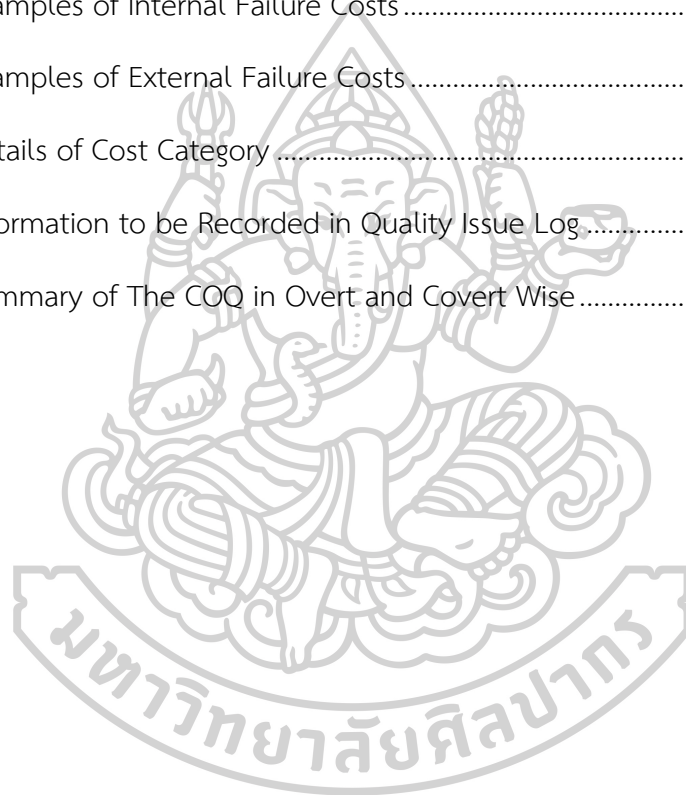 amples of Internal Failure Costs................................................
amples of External Failure Costs...............................................
tails of Cost Category ......................................................................
ormation to be Recorded in Quality Issue Log..............
mmary of The COQ in Overt and Covert Wise...............
มหาวิทยาลัยศิลปากร